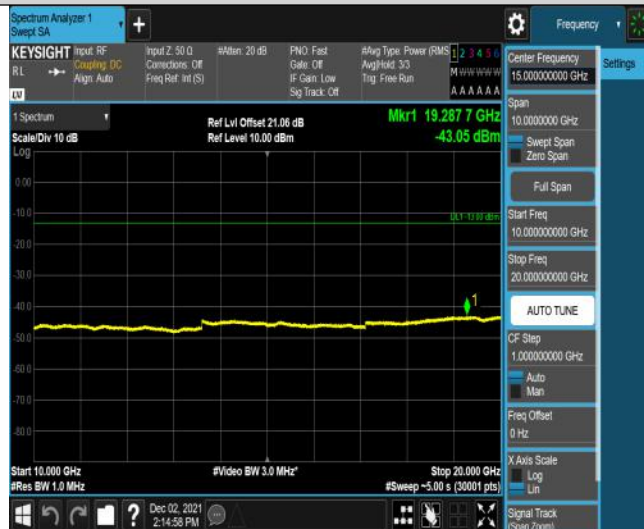 Spectrum Analyzer 1
Swept SA
Frequency
KEYSIGHT
Input: RF
Coupling: DC
Align: Auto
Input Z: 50 Ω
Corrections: Off
Freq Ref: Int (S)
#Atten: 20 dB
PNO: Fast
Gate: Off
IF Gain: Low
Sig Track: Off
#Avg Type: Power (RMS
Avg|Hold: 3/3
Trig: Free Run
1 2 3 4 5 6
M W W W W W
A A A A A A
R L
LXI
1 Spectrum
Scale/Div 10 dB
Log
Ref Lvl Offset 21.06 dB
Ref Level 10.00 dBm
Mkr1 19.287 7 GHz
-43.05 dBm
0.00
-10.0
DL1 -13.00 dBm
-20.0
-30.0
-40.0
1
-50.0
-60.0
-70.0
-80.0
Start 10.000 GHz
#Res BW 1.0 MHz
#Video BW 3.0 MHz*
Stop 20.000 GHz
#Sweep ~5.00 s (30001 pts)
Dec 02, 2021
2:14:58 PM
Center Frequency
15.000000000 GHz
Settings
Span
10.0000000 GHz
Swept Span
Zero Span
Full Span
Start Freq
10.000000000 GHz
Stop Freq
20.000000000 GHz
AUTO TUNE
CF Step
1.000000000 GHz
Auto
Man
Freq Offset
0 Hz
X Axis Scale
Log
Lin
Signal Track
(Span Zoom)